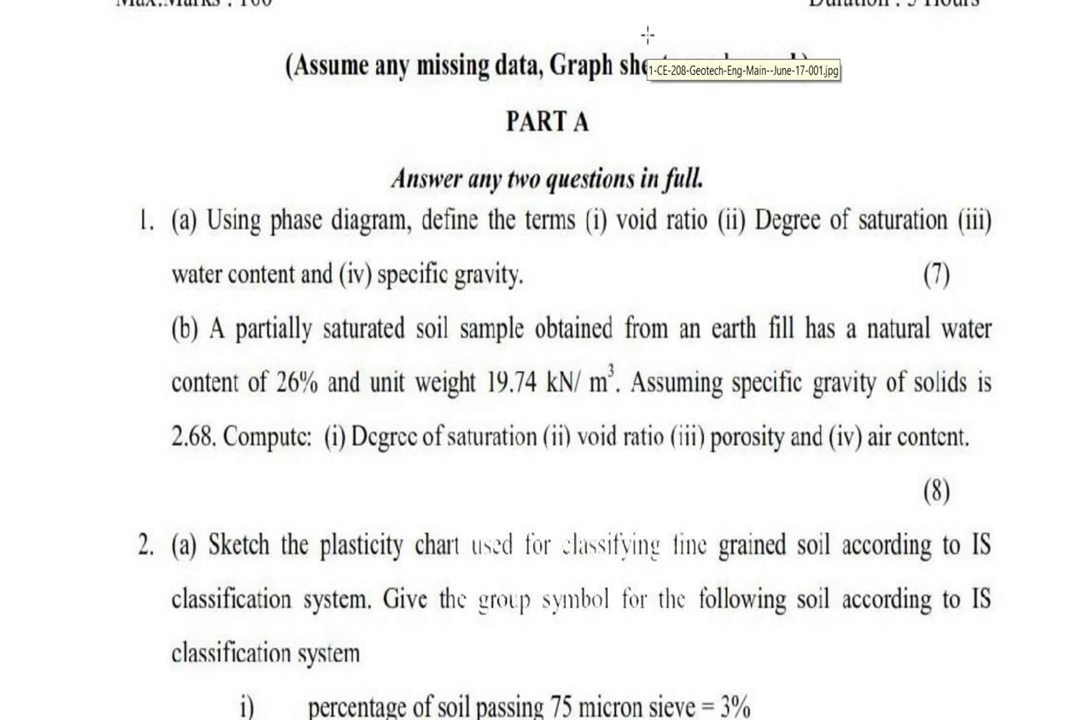 (Assume any missing data, Graph
1-CE-208-Geotech-Eng-Main--June-17-001.jpg
PART A
Answer any two questions in full.
1. (a) Using phase diagram, define the terms (i) void ratio (ii) Degree of saturation (iii)
water content and (iv) specific gravity. (7)
(b) A partially saturated soil sample obtained from an earth fill has a natural water
content of 26% and unit weight 19.74 kN/ m³. Assuming specific gravity of solids is
2.68. Compute: (i) Degree of saturation (ii) void ratio (iii) porosity and (iv) air content.
(8)
2. (a) Sketch the plasticity chart used for classifying fine grained soil according to IS
classification system. Give the group symbol for the following soil according to IS
classification system
i) percentage of soil passing 75 micron sieve = 3%